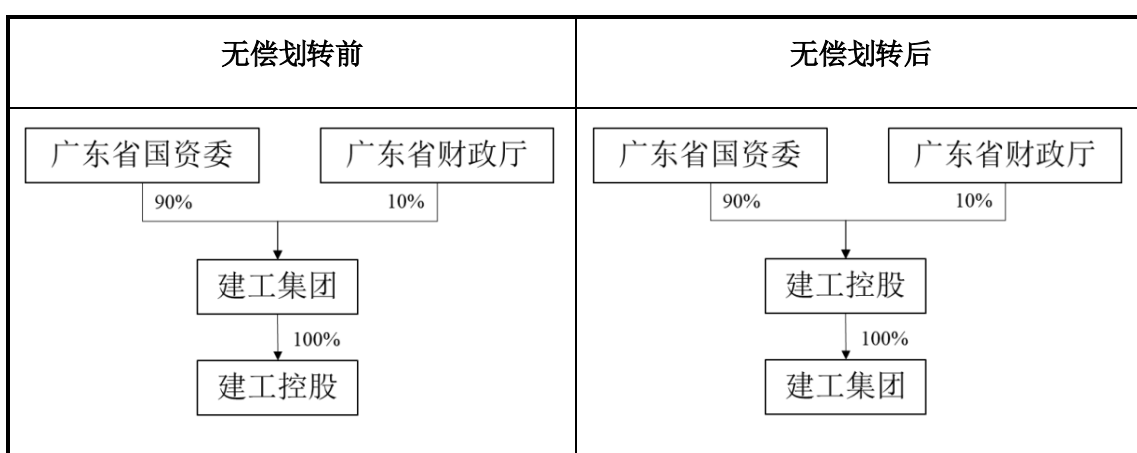 无偿划转前
无偿划转后
广东省国资委
广东省财政厅
90%
10%
建工集团
100%
建工控股
广东省国资委
广东省财政厅
90%
10%
建工控股
100%
建工集团